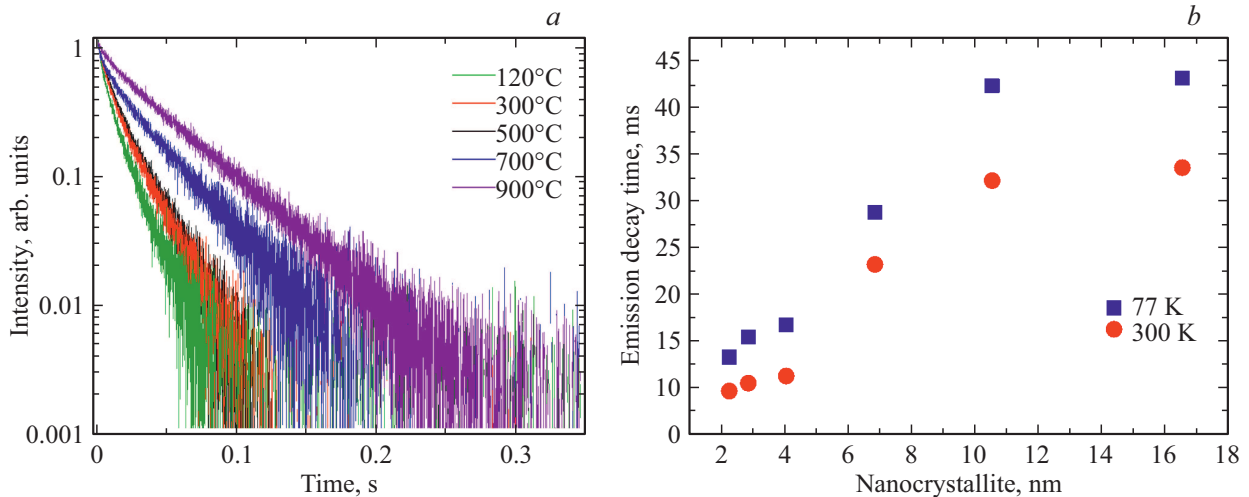 a
1
0.1
0.01
0.001
Intensity, arb. units
120°C
300°C
500°C
700°C
900°C
0
0.1
0.2
0.3
Time, s
b
45
40
35
30
25
20
15
10
0
Emission decay time, ms
77 K
300 K
2
4
6
8
10
12
14
16
18
Nanocrystallite, nm